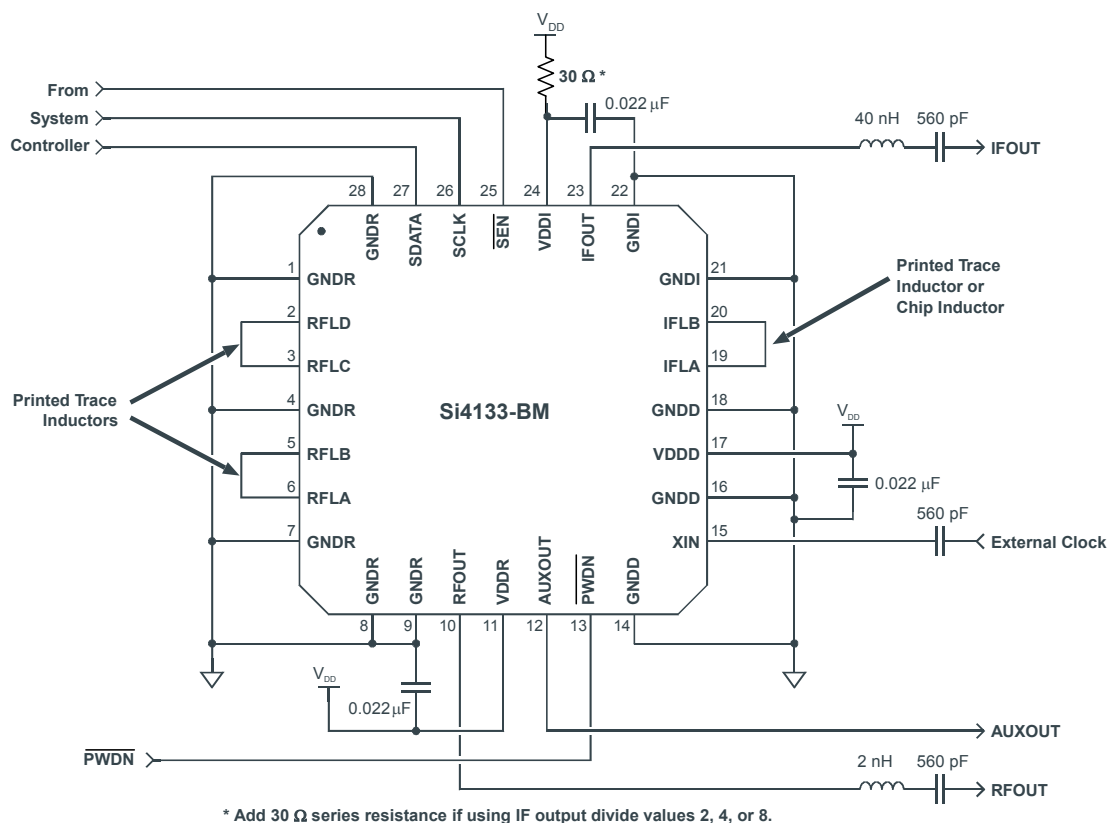 VDD
30 Ω *
0.022 µF
From
System
Controller
40 nH
560 pF
IFOUT
28
27
26
25
24
23
22
GNDR
SDATA
SCLK
SEN
VDDI
IFOUT
GNDI
1
GNDR
2
RFLD
3
RFLC
4
GNDR
5
RFLB
6
RFLA
7
GNDR
Printed Trace
Inductors
Si4133-BM
21
GNDI
20
IFLB
19
IFLA
18
GNDD
17
VDDD
16
GNDD
15
XIN
Printed Trace
Inductor or
Chip Inductor
VDD
0.022 µF
560 pF
External Clock
GNDR
GNDR
RFOUT
VDDR
AUXOUT
PWDN
GNDD
8
9
10
11
12
13
14
VDD
0.022 µF
AUXOUT
PWDN
2 nH
560 pF
RFOUT
* Add 30 Ω series resistance if using IF output divide values 2, 4, or 8.